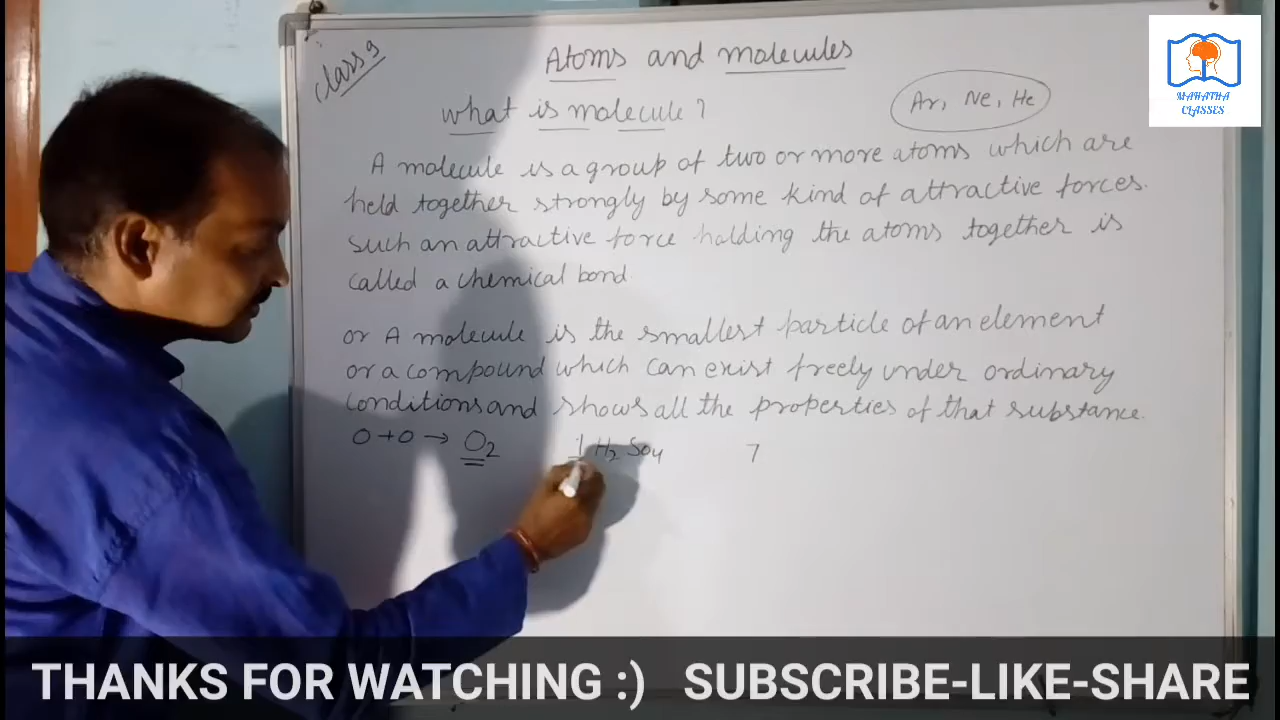 Class 9
Atoms and molecules
MAHATHA
CLASSES
what is molecule?
Ar, Ne, He
A molecule is a group of two or more atoms which are
held together strongly by some kind of attractive forces.
such an attractive force holding the atoms together is
called a chemical bond
or A molecule is the smallest particle of an element
or a compound which can exist freely under ordinary
conditions and shows all the properties of that substance.
O + O → O₂ 1 H₂ SO₄ 7
THANKS FOR WATCHING :) SUBSCRIBE-LIKE-SHARE